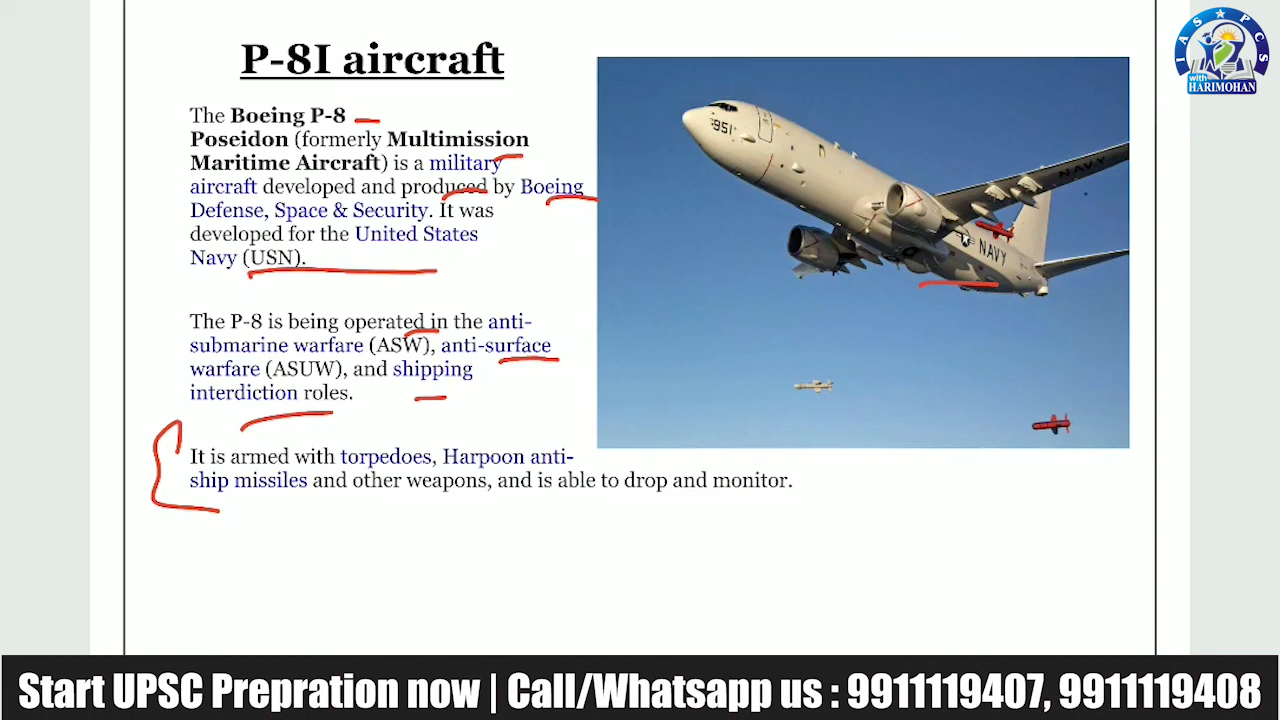 P-8I aircraft
The Boeing P-8
Poseidon (formerly Multimission
Maritime Aircraft) is a military
aircraft developed and produced by Boeing
Defense, Space & Security. It was
developed for the United States
Navy (USN).
The P-8 is being operated in the anti-
submarine warfare (ASW), anti-surface
warfare (ASUW), and shipping
interdiction roles.
It is armed with torpedoes, Harpoon anti-
ship missiles and other weapons, and is able to drop and monitor.
951
NAVY
NAVY
IAS PCS
with
HARIMOHAN
Start UPSC Prepration now | Call/Whatsapp us : 9911119407, 9911119408